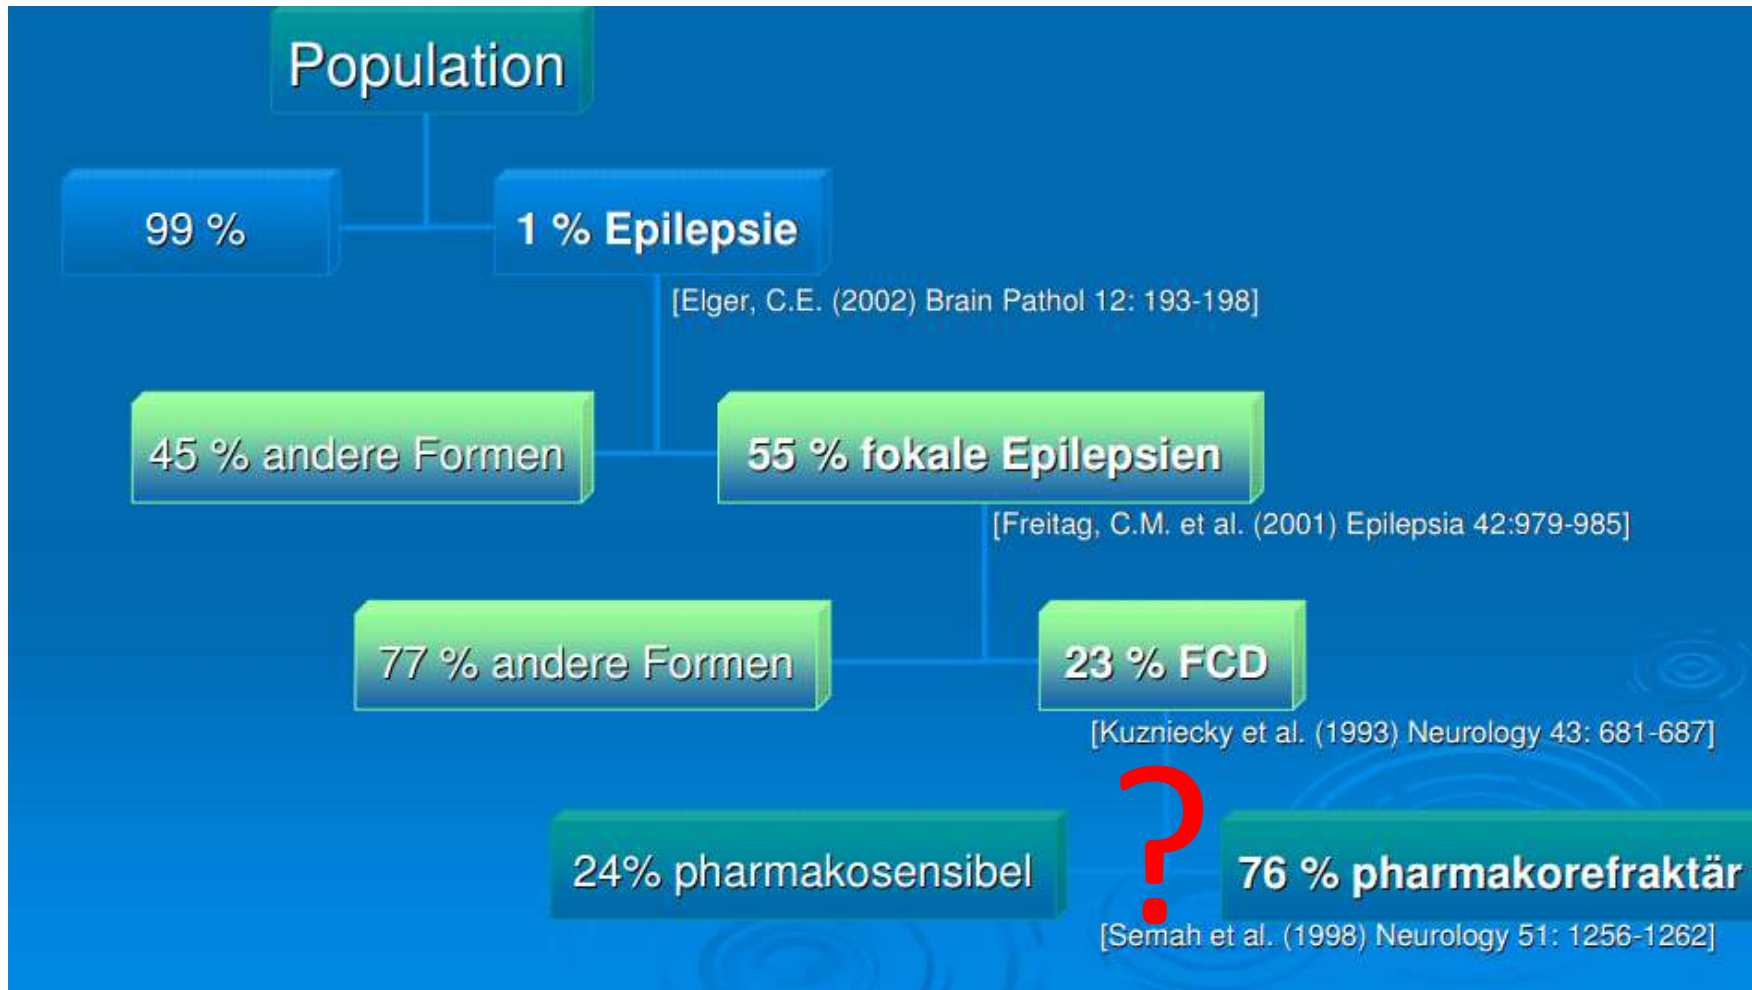 Population
99 %
1 % Epilepsie
[Elger, C.E. (2002) Brain Pathol 12: 193-198]
45 % andere Formen
55 % fokale Epilepsien
[Freitag, C.M. et al. (2001) Epilepsia 42:979-985]
77 % andere Formen
23 % FCD
[Kuzniecky et al. (1993) Neurology 43: 681-687]
?
24% pharmakosensibel
76 % pharmakorefraktär
[Semah et al. (1998) Neurology 51: 1256-1262]